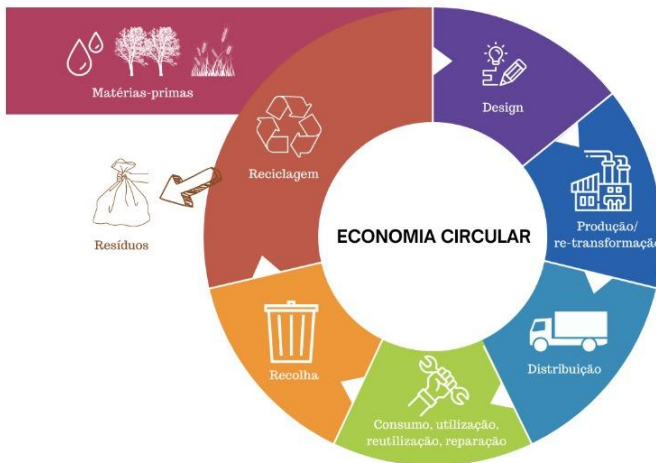 Matérias-primas
Design
Reciclagem
Resíduos
ECONOMIA CIRCULAR
Produção/
re-transformação
Distribuição
Recolha
Consumo, utilização,
reutilização, reparação